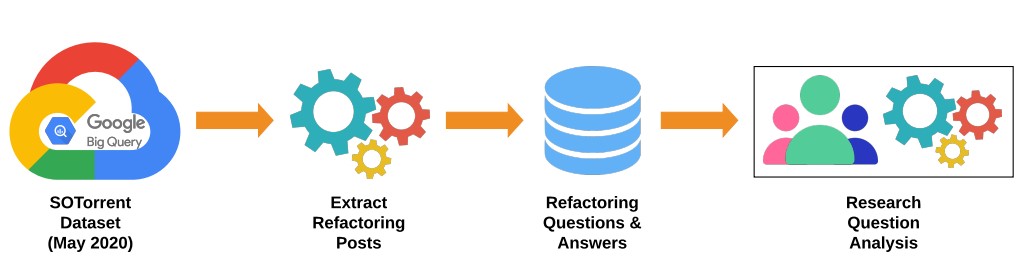 Google
Big Query
SOTorrent
Dataset
(May 2020)
Extract
Refactoring
Posts
Refactoring
Questions &
Answers
Research
Question
Analysis